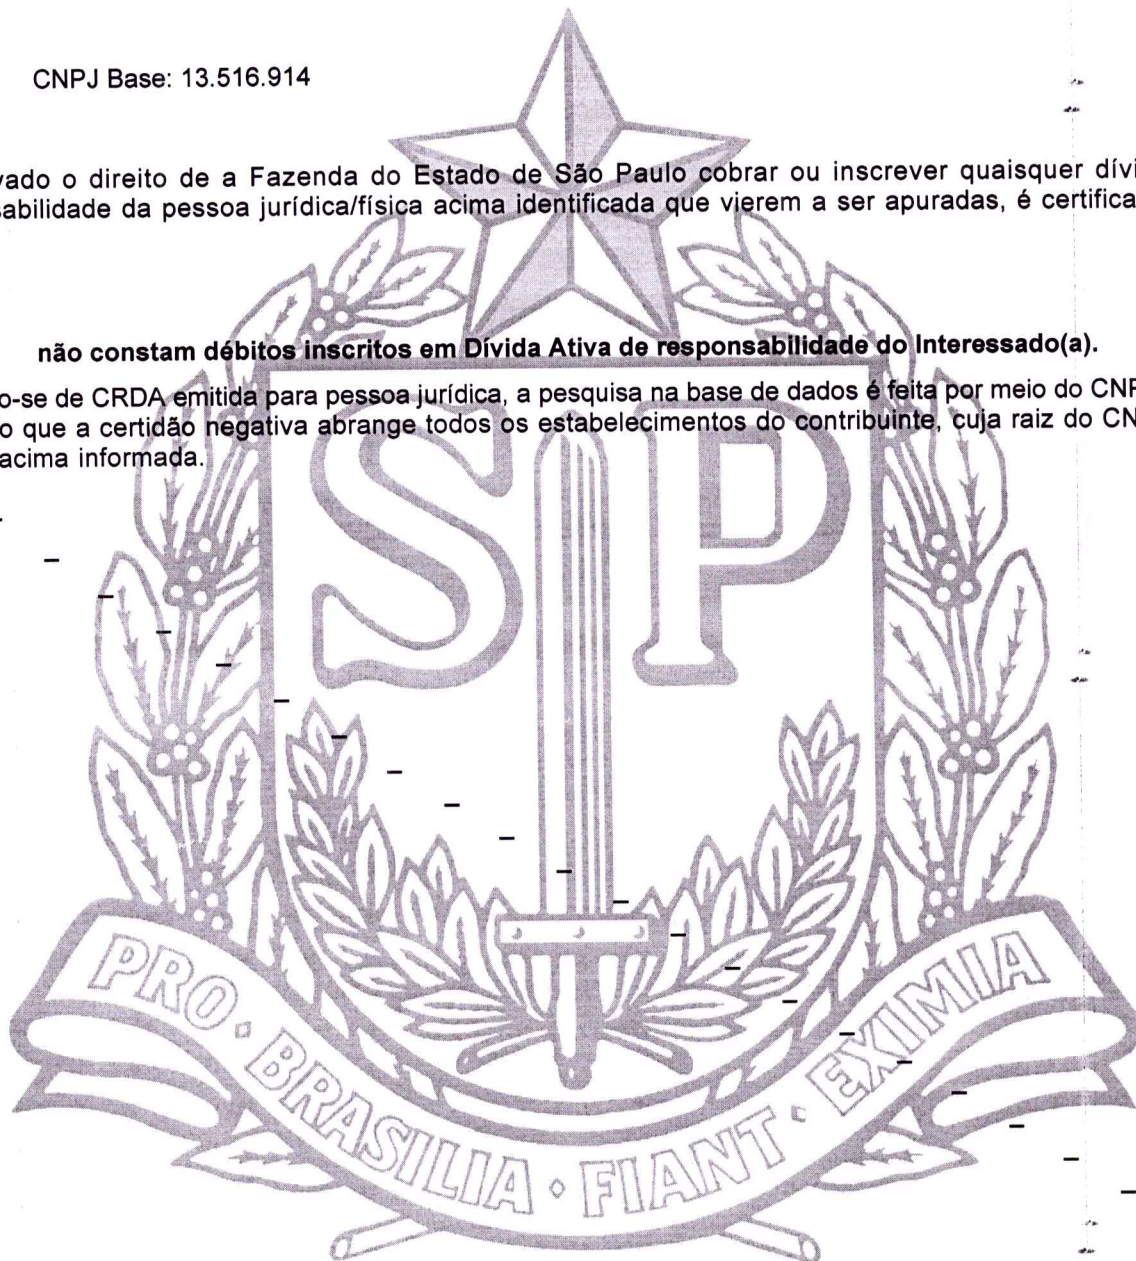 CNPJ Base: 13.516.914
vado o direito de a Fazenda do Estado de São Paulo cobrar ou inscrever quaisquer dívi
sabilidade da pessoa jurídica/física acima identificada que vierem a ser apuradas, é certifica
não constam débitos inscritos em Dívida Ativa de responsabilidade do Interessado(a).
o-se de CRDA emitida para pessoa jurídica, a pesquisa na base de dados é feita por meio do CNP
o que a certidão negativa abrange todos os estabelecimentos do contribuinte, cuja raiz do CN
acima informada.
SP
PRO BRASILIA FIANT EXIMIA